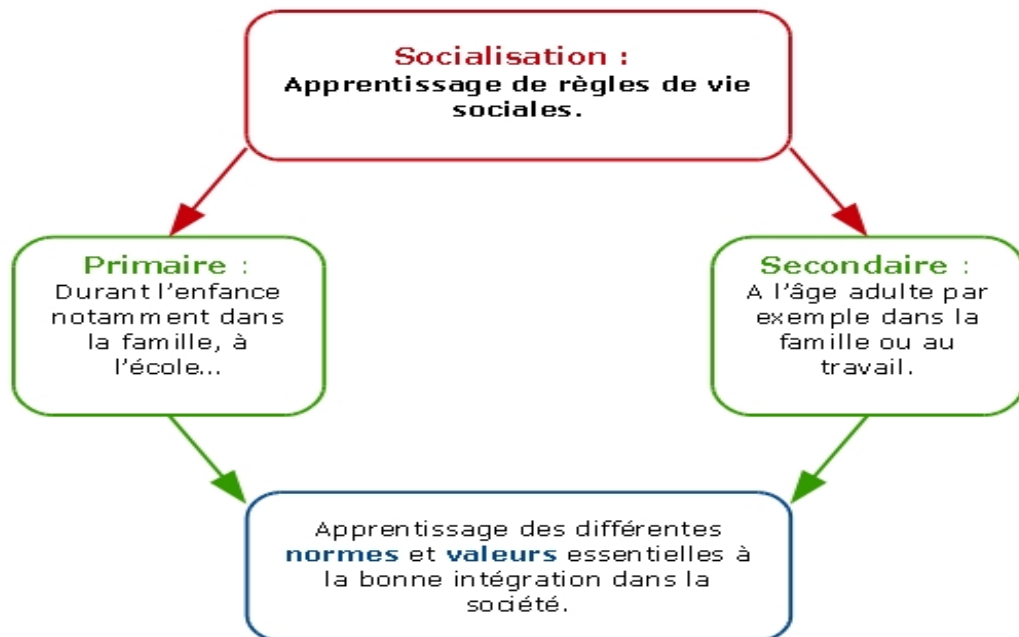 Socialisation :
Apprentissage de règles de vie
sociales.
Primaire :
Durant l'enfance
notamment dans
la famille, à
l'école...
Secondaire :
A l'âge adulte par
exemple dans la
famille ou au
travail.
Apprentissage des différentes
normes et valeurs essentielles à
la bonne intégration dans la
société.